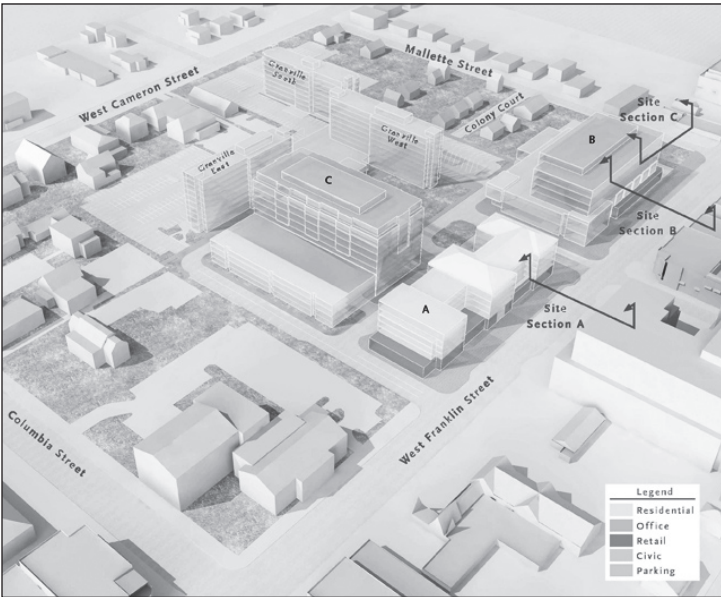 Mallette Street
West Cameron Street
Granville
South
Colony Court
Site
Section C
Granville
West
B
Granville
East
C
Site
Section B
A
Site
Section A
West Franklin Street
Columbia Street
Legend
Residential
Office
Retail
Civic
Parking